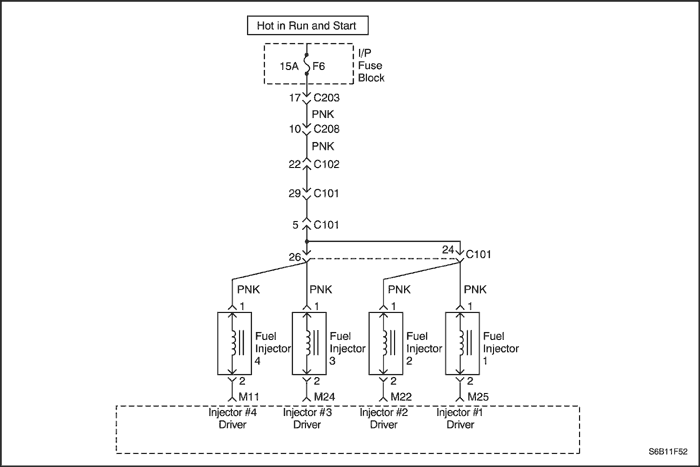 Hot in Run and Start
15A F6
I/P
Fuse
Block
17 C203
PNK
10 C208
PNK
22 C102
29 C101
5 C101
26 24 C101
PNK PNK PNK PNK
1 1 1 1
Fuel
Injector
4
Fuel
Injector
3
Fuel
Injector
2
Fuel
Injector
1
2 2 2 2
M11 M24 M22 M25
Injector #4
Driver
Injector #3
Driver
Injector #2
Driver
Injector #1
Driver
S6B11F52